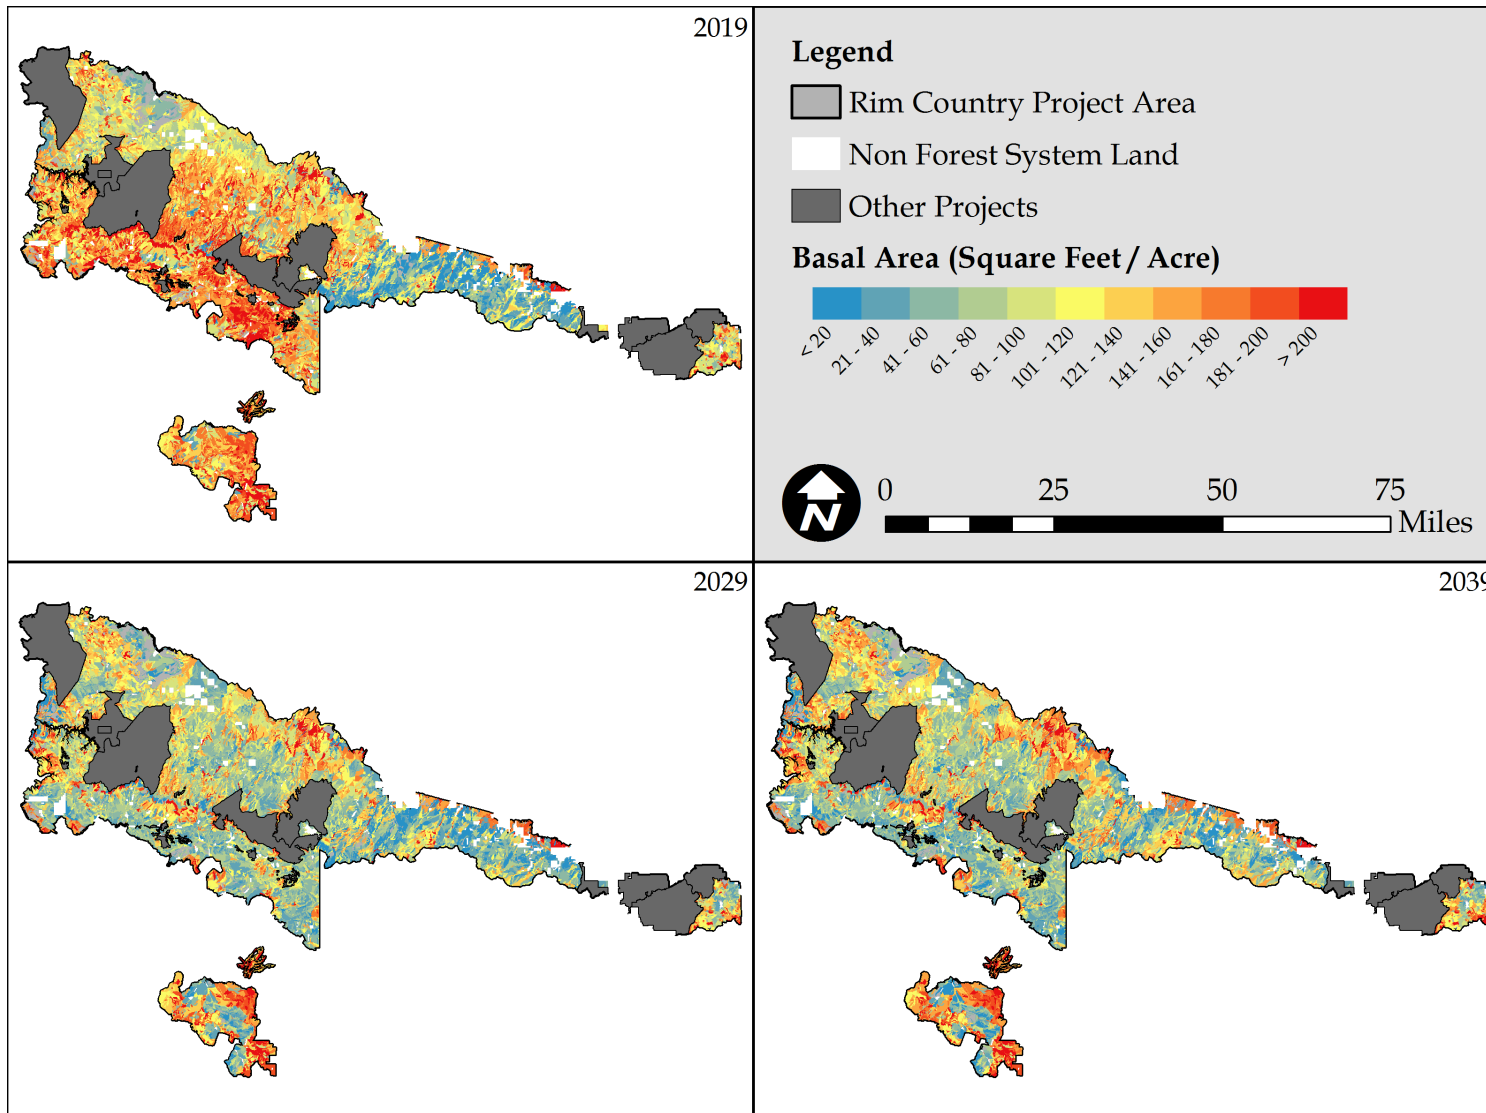 2019
Legend
Rim Country Project Area
Non Forest System Land
Other Projects
Basal Area (Square Feet / Acre)
< 20
21 - 40
41 - 60
61 - 80
81 - 100
101 - 120
121 - 140
141 - 160
161 - 180
181 - 200
> 200
N
0 25 50 75
Miles
2029
2039